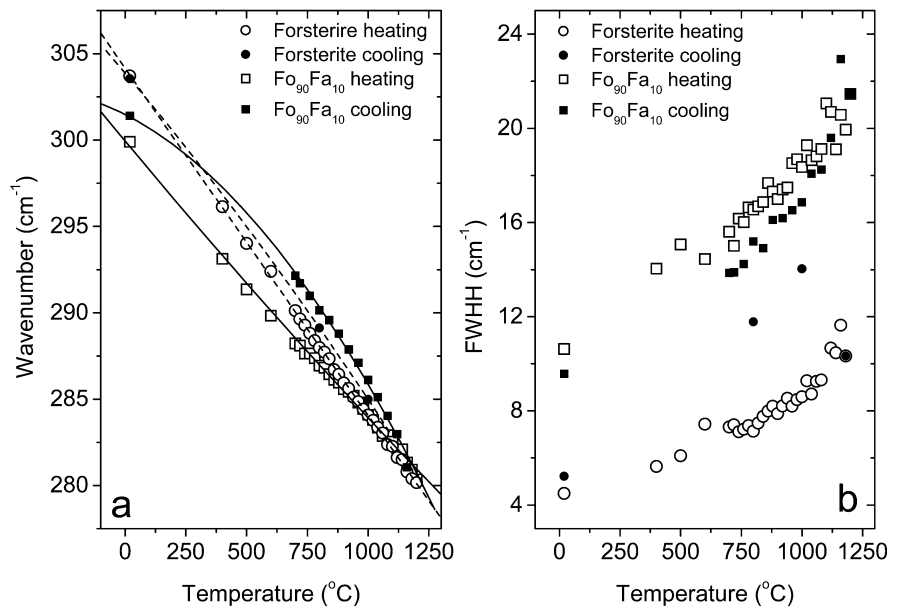 Forsterire heating
Forsterite cooling
Fo90Fa10 heating
Fo90Fa10 cooling
305
300
295
290
285
280
Wavenumber (cm-1)
a
0 250 500 750 1000 1250
Temperature (oC)
Forsterite heating
Forsterite cooling
Fo90Fa10 heating
Fo90Fa10 cooling
24
20
16
12
8
4
FWHH (cm-1)
b
0 250 500 750 1000 1250
Temperature (oC)